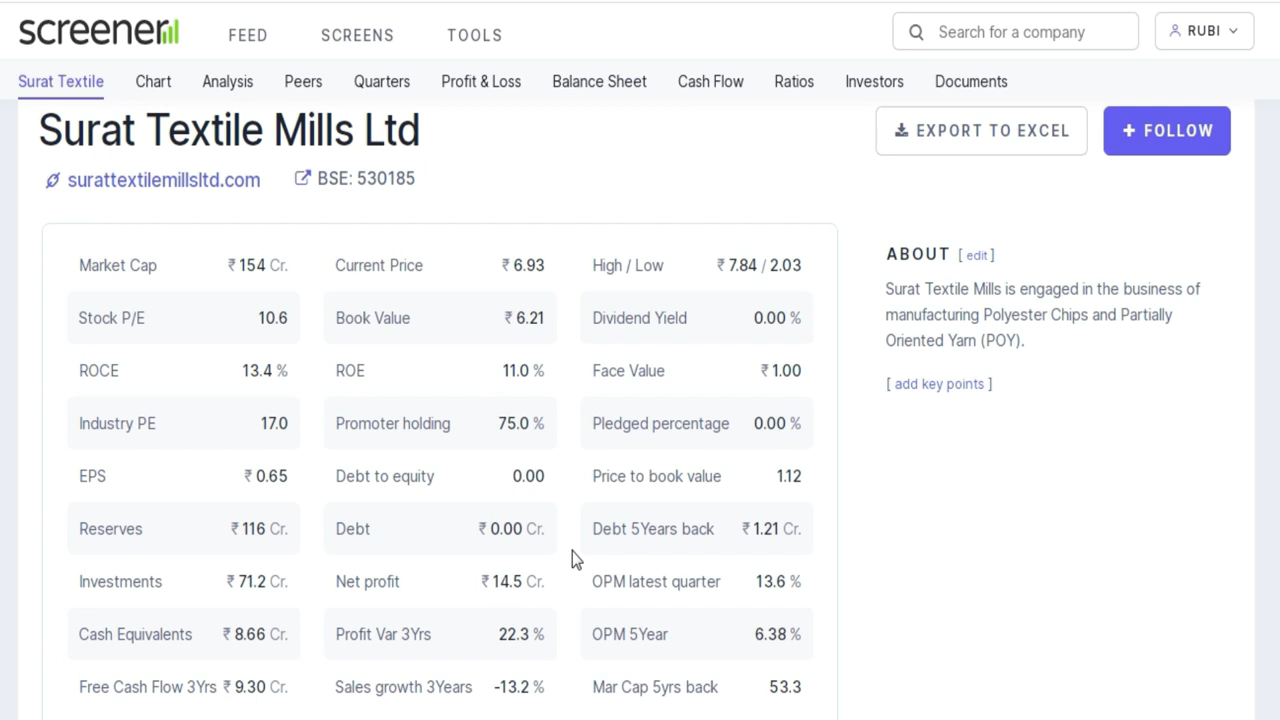 screener FEED SCREENS TOOLS Search for a company RUBI
Surat Textile Chart Analysis Peers Quarters Profit & Loss Balance Sheet Cash Flow Ratios Investors Documents
Surat Textile Mills Ltd EXPORT TO EXCEL + FOLLOW
surattextilemillsltd.com BSE: 530185
Market Cap ₹ 154 Cr. Current Price ₹ 6.93 High / Low ₹ 7.84 / 2.03
Stock P/E 10.6 Book Value ₹ 6.21 Dividend Yield 0.00 %
ROCE 13.4 % ROE 11.0 % Face Value ₹ 1.00
Industry PE 17.0 Promoter holding 75.0 % Pledged percentage 0.00 %
EPS ₹ 0.65 Debt to equity 0.00 Price to book value 1.12
Reserves ₹ 116 Cr. Debt ₹ 0.00 Cr. Debt 5Years back ₹ 1.21 Cr.
Investments ₹ 71.2 Cr. Net profit ₹ 14.5 Cr. OPM latest quarter 13.6 %
Cash Equivalents ₹ 8.66 Cr. Profit Var 3Yrs 22.3 % OPM 5Year 6.38 %
Free Cash Flow 3Yrs ₹ 9.30 Cr. Sales growth 3Years -13.2 % Mar Cap 5yrs back 53.3
ABOUT [ edit ]
Surat Textile Mills is engaged in the business of
manufacturing Polyester Chips and Partially
Oriented Yarn (POY).
[ add key points ]